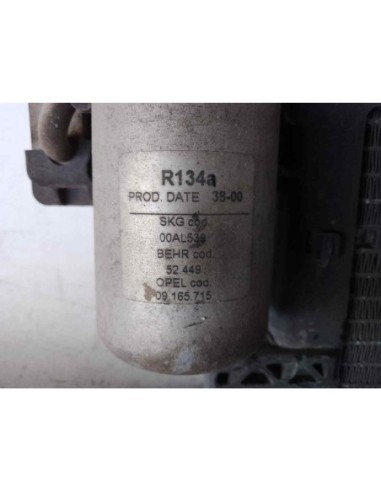 R134a
PROD. DATE 38-00
SKG cod.
00AL539
BEHR cod.
52.449
OPEL cod.
09.165.715